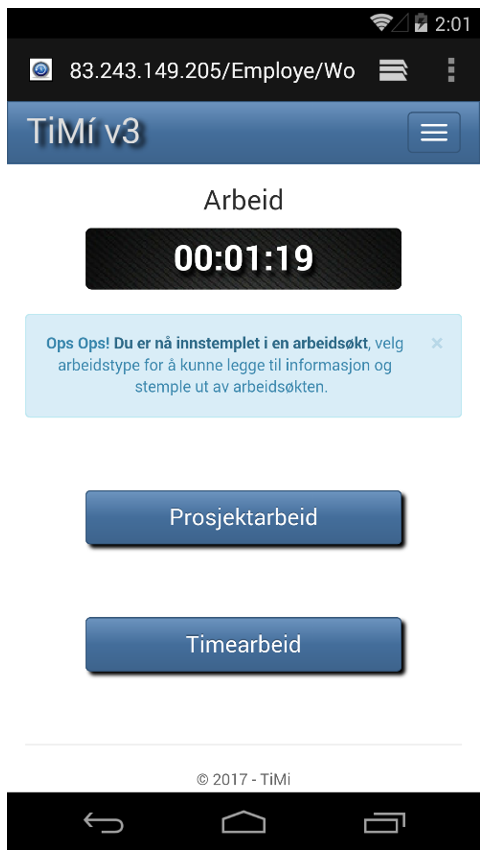 2:01
83.243.149.205/Employe/Wo
TiMí v3
Arbeid
00:01:19
Ops Ops! Du er nå innstemplet i en arbeidsøkt, velg
arbeidstype for å kunne legge til informasjon og
stemple ut av arbeidsøkten.
×
Prosjektarbeid
Timearbeid
© 2017 - TiMi